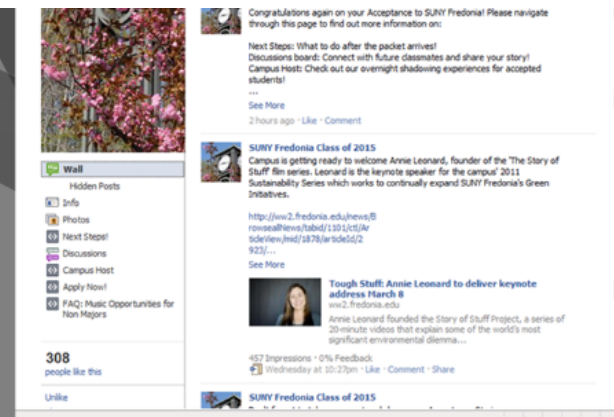 Congratulations again on your Acceptance to SUNY Fredonia! Please navigate
through this page to find out more information on:
Next Steps: What to do after the packet arrives!
Discussions board: Connect with future classmates and share your story!
Campus Host: Check out our overnight shadowing experiences for accepted
students!
...
See More
2 hours ago · Like · Comment
Wall
Hidden Posts
Info
Photos
Next Steps!
Discussions
Campus Host
Apply Now!
FAQ: Music Opportunities for
Non Majors
308
people like this
Unlike
SUNY Fredonia Class of 2015
Campus is getting ready to welcome Annie Leonard, founder of the 'The Story of
Stuff' film series. Leonard is the keynote speaker for the campus' 2011
Sustainability Series which works to continually expand SUNY Fredonia's Green
Initiatives.
http://ww2.fredonia.edu/news/B
rowseallNews/tabid/1101/ctl/Ar
ticleView/mid/1878/articleId/2
923/...
See More
Tough Stuff: Annie Leonard to deliver keynote
address March 8
ww2.fredonia.edu
Annie Leonard founded the Story of Stuff Project, a series of
20-minute videos that explain some of the world's most
significant environmental dilemma...
457 Impressions · 0% Feedback
Wednesday at 10:27pm · Like · Comment · Share
SUNY Fredonia Class of 2015